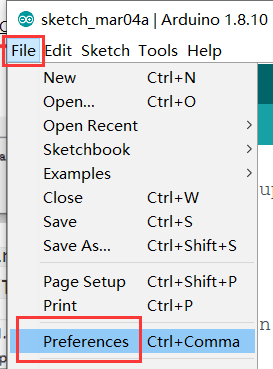 sketch_mar04a | Arduino 1.8.10
File Edit Sketch Tools Help
New Ctrl+N
Open... Ctrl+O
Open Recent
Sketchbook
Examples
Close Ctrl+W
Save Ctrl+S
Save As... Ctrl+Shift+S
Page Setup Ctrl+Shift+P
Print Ctrl+P
Preferences Ctrl+Comma